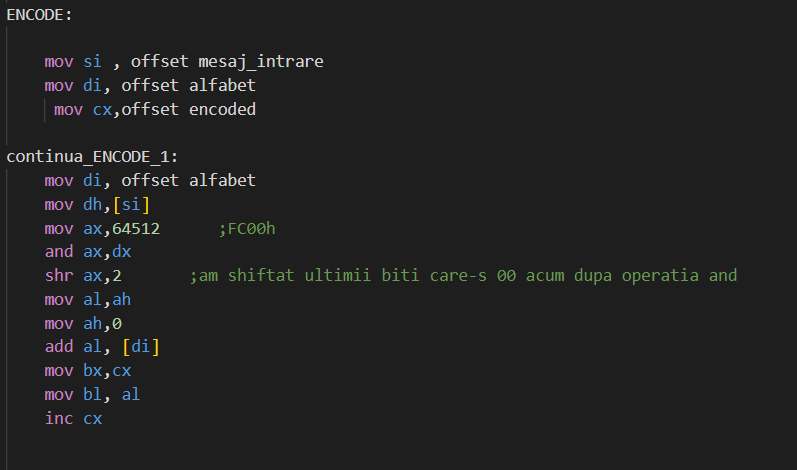 ENCODE:
mov si , offset mesaj_intrare
mov di, offset alfabet
mov cx,offset encoded
continua_ENCODE_1:
mov di, offset alfabet
mov dh,[si]
mov ax,64512 ;FC00h
and ax,dx
shr ax,2 ;am shiftat ultimii biti care-s 00 acum dupa operatia and
mov al,ah
mov ah,0
add al, [di]
mov bx,cx
mov bl, al
inc cx